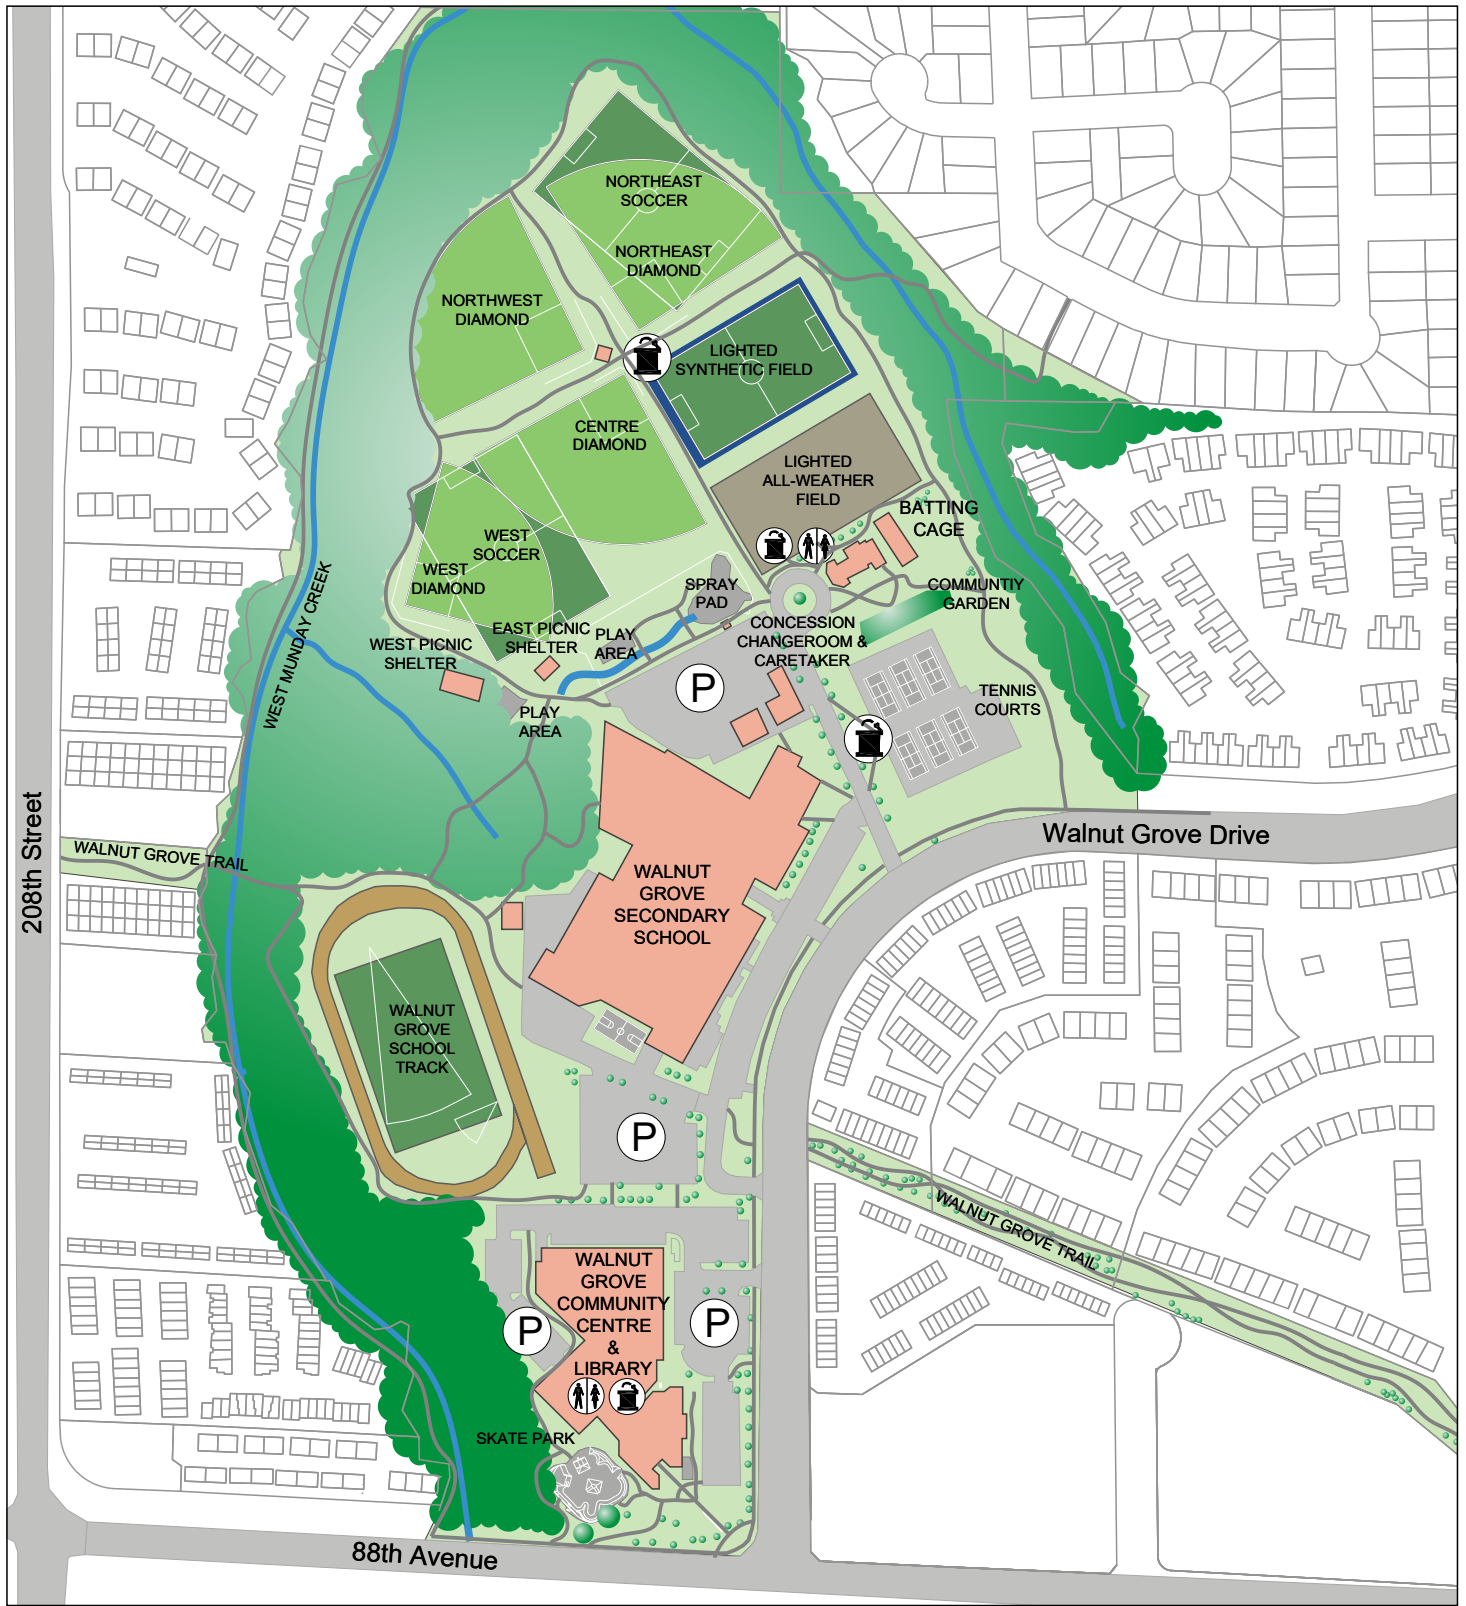 NORTHEAST
SOCCER
NORTHEAST
DIAMOND
NORTHWEST
DIAMOND
LIGHTED
SYNTHETIC FIELD
CENTRE
DIAMOND
LIGHTED
ALL-WEATHER
FIELD
BATTING
CAGE
WEST
SOCCER
WEST
DIAMOND
SPRAY
PAD
COMMUNTIY
GARDEN
WEST MUNDAY CREEK
EAST PICNIC
SHELTER
PLAY
AREA
CONCESSION
CHANGEROOM &
CARETAKER
WEST PICNIC
SHELTER
P
TENNIS
COURTS
PLAY
AREA
208th Street
Walnut Grove Drive
WALNUT GROVE TRAIL
WALNUT
GROVE
SECONDARY
SCHOOL
WALNUT
GROVE
SCHOOL
TRACK
P
WALNUT GROVE TRAIL
WALNUT
GROVE
COMMUNITY
CENTRE
&
LIBRARY
P
P
SKATE PARK
88th Avenue